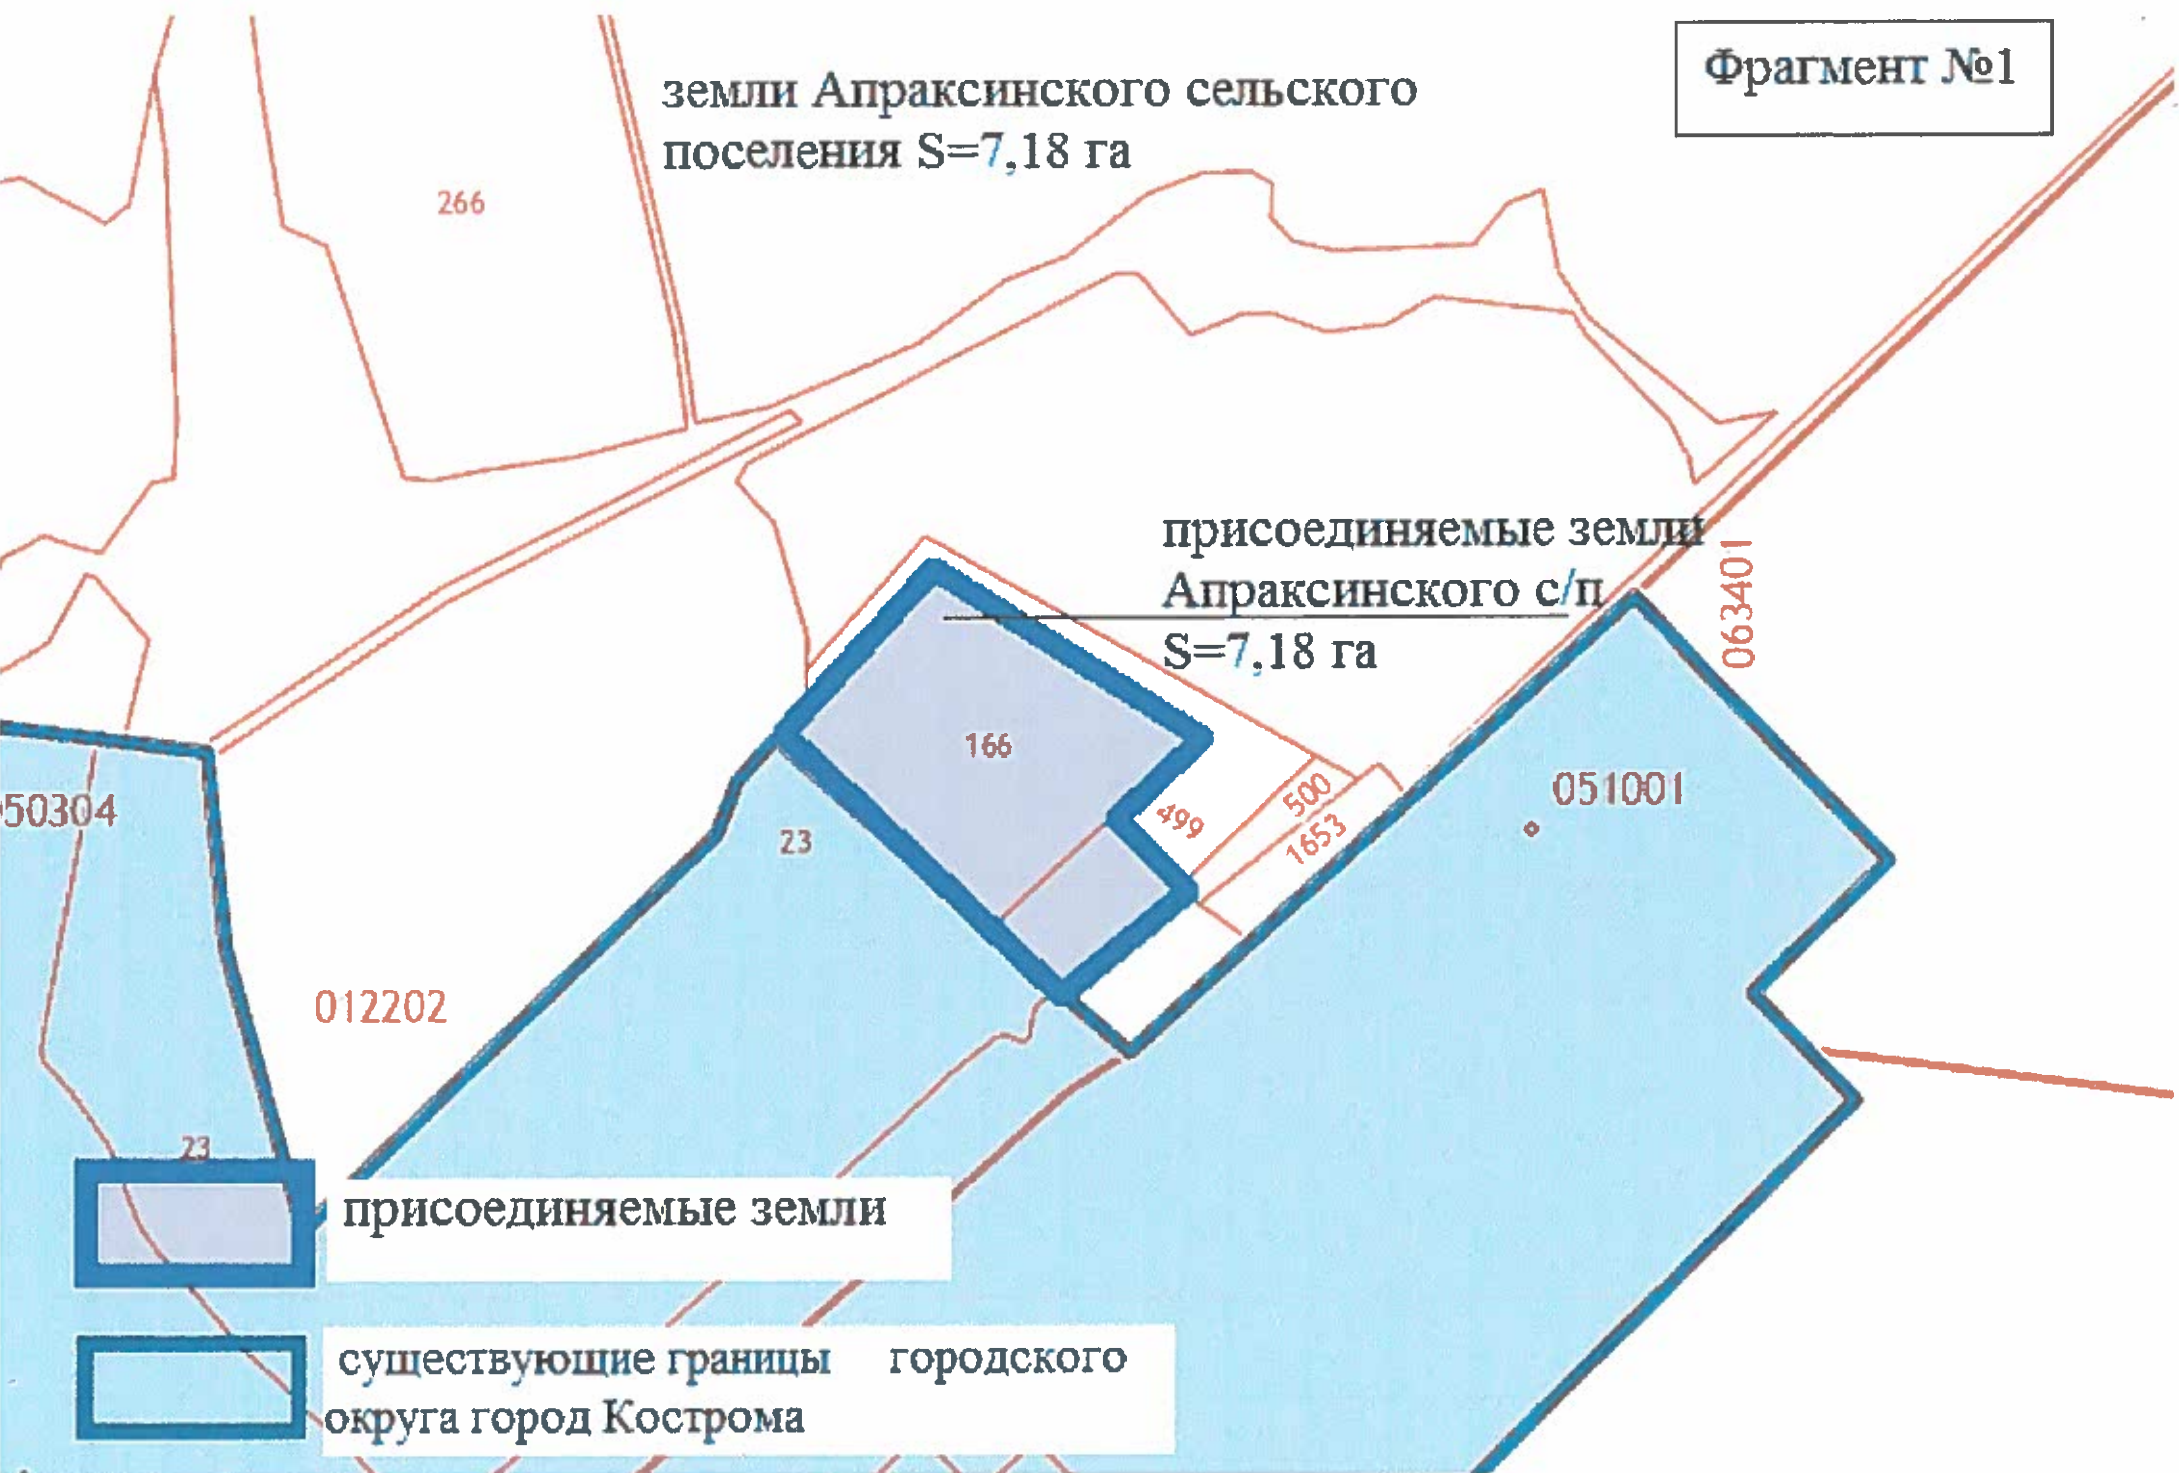 Фрагмент №1
земли Апраксинского сельского
поселения S=7,18 га
266
присоединяемые земли
Апраксинского с/п
S=7,18 га
063401
166
499
500
1653
051001
23
50304
012202
23
присоединяемые земли
существующие границы городского
округа город Кострома